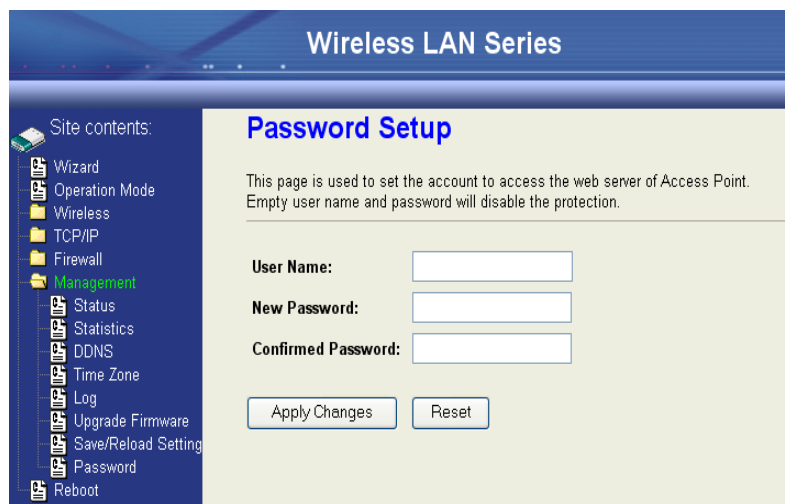 Wireless LAN Series
Site contents:
Wizard
Operation Mode
Wireless
TCP/IP
Firewall
Management
Status
Statistics
DDNS
Time Zone
Log
Upgrade Firmware
Save/Reload Setting
Password
Reboot
Password Setup
This page is used to set the account to access the web server of Access Point.
Empty user name and password will disable the protection.
User Name:
New Password:
Confirmed Password:
Apply Changes
Reset